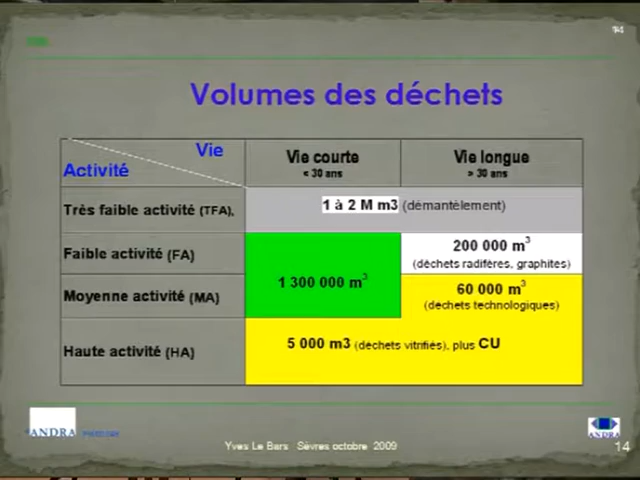 14
Volumes des déchets
Vie
Activité
Vie courte
< 30 ans
Vie longue
> 30 ans
Très faible activité (TFA),
1 à 2 M m3 (démantèlement)
Faible activité (FA)
1 300 000 m³
200 000 m³
(déchets radifères, graphites)
Moyenne activité (MA)
60 000 m³
(déchets technologiques)
Haute activité (HA)
5 000 m3 (déchets vitrifiés), plus CU
ANDRA
ANDRA
Yves Le Bars Sèvres octobre 2009
14